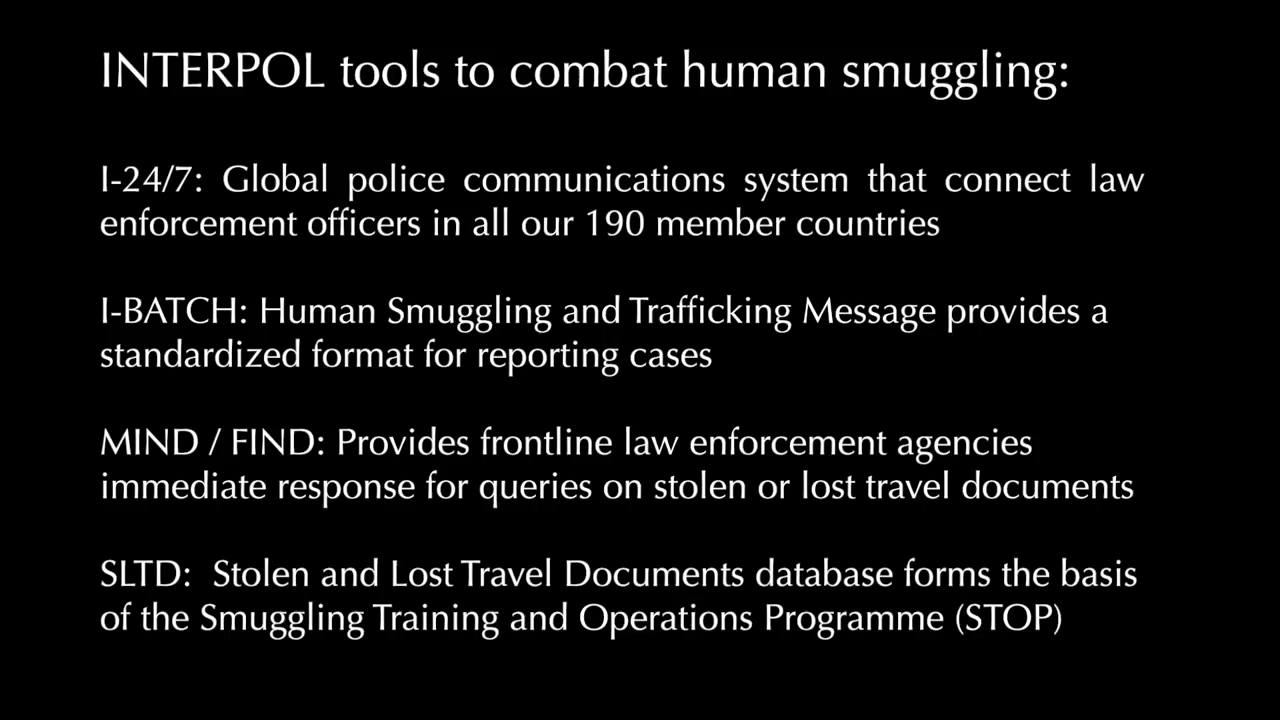 INTERPOL tools to combat human smuggling:
I-24/7: Global police communications system that connect law
enforcement officers in all our 190 member countries
I-BATCH: Human Smuggling and Trafficking Message provides a
standardized format for reporting cases
MIND / FIND: Provides frontline law enforcement agencies
immediate response for queries on stolen or lost travel documents
SLTD: Stolen and Lost Travel Documents database forms the basis
of the Smuggling Training and Operations Programme (STOP)